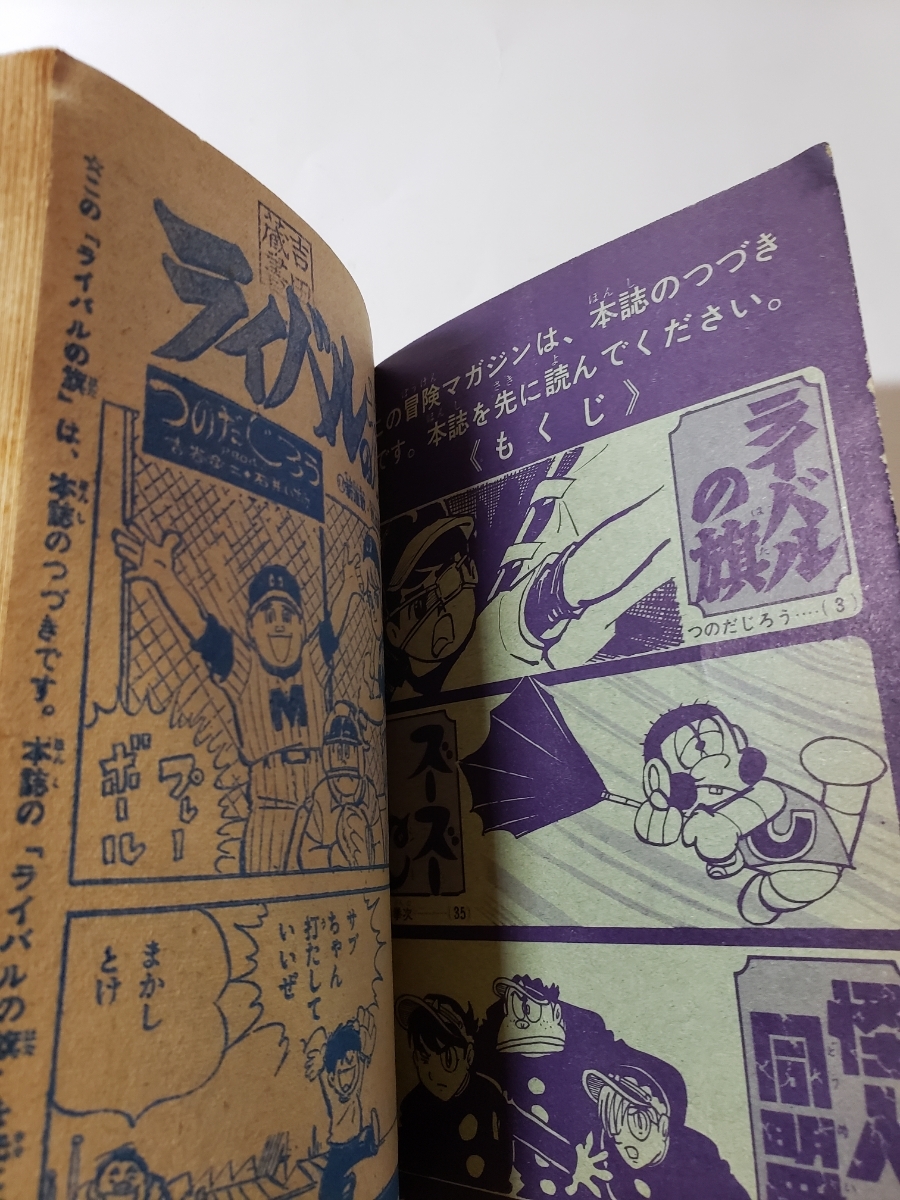 この冒険マガジンは、本誌のつづき
です。本誌を先に読んでください。
《もくじ》
ライバル
の旗
つのだじろう‥‥(3)
ズーズー
(35)
怪人
同盟
☆この「ライバルの旗」は、本誌のつづきです。本誌の「ライバルの旗」
ライバルの
つのだじろう
M
プレー
ボール
サブ
ちゃん
打たして
いいぜ
まかし
とけ